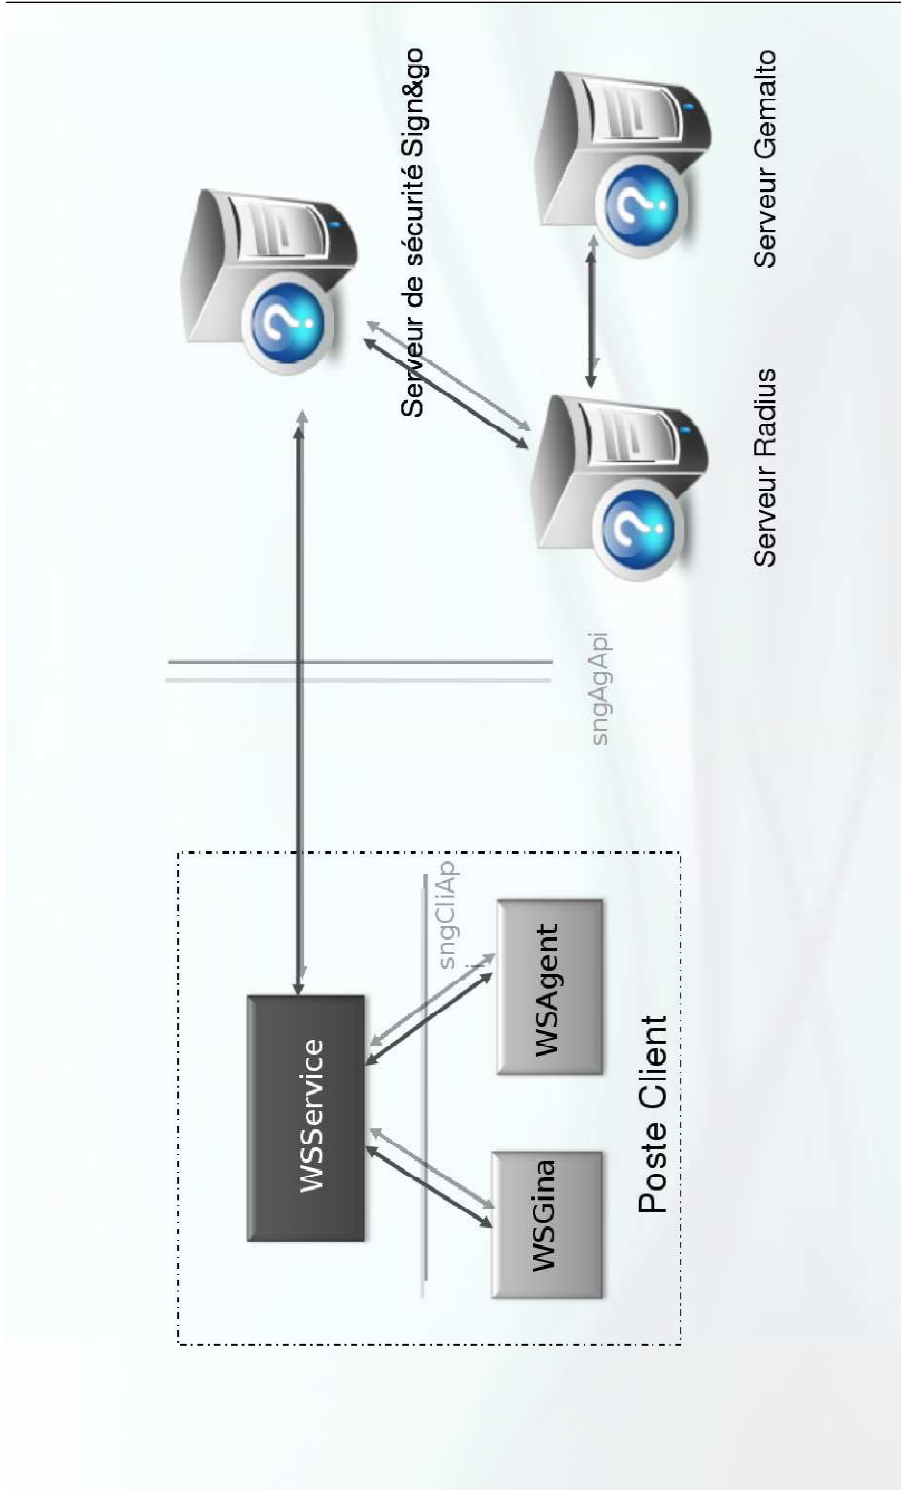 WSService
sngCliAp
i
WSGina
WSAgent
Poste Client
sngAgApi
Serveur de sécurité Sign&go
Serveur Radius
Serveur Gemalto